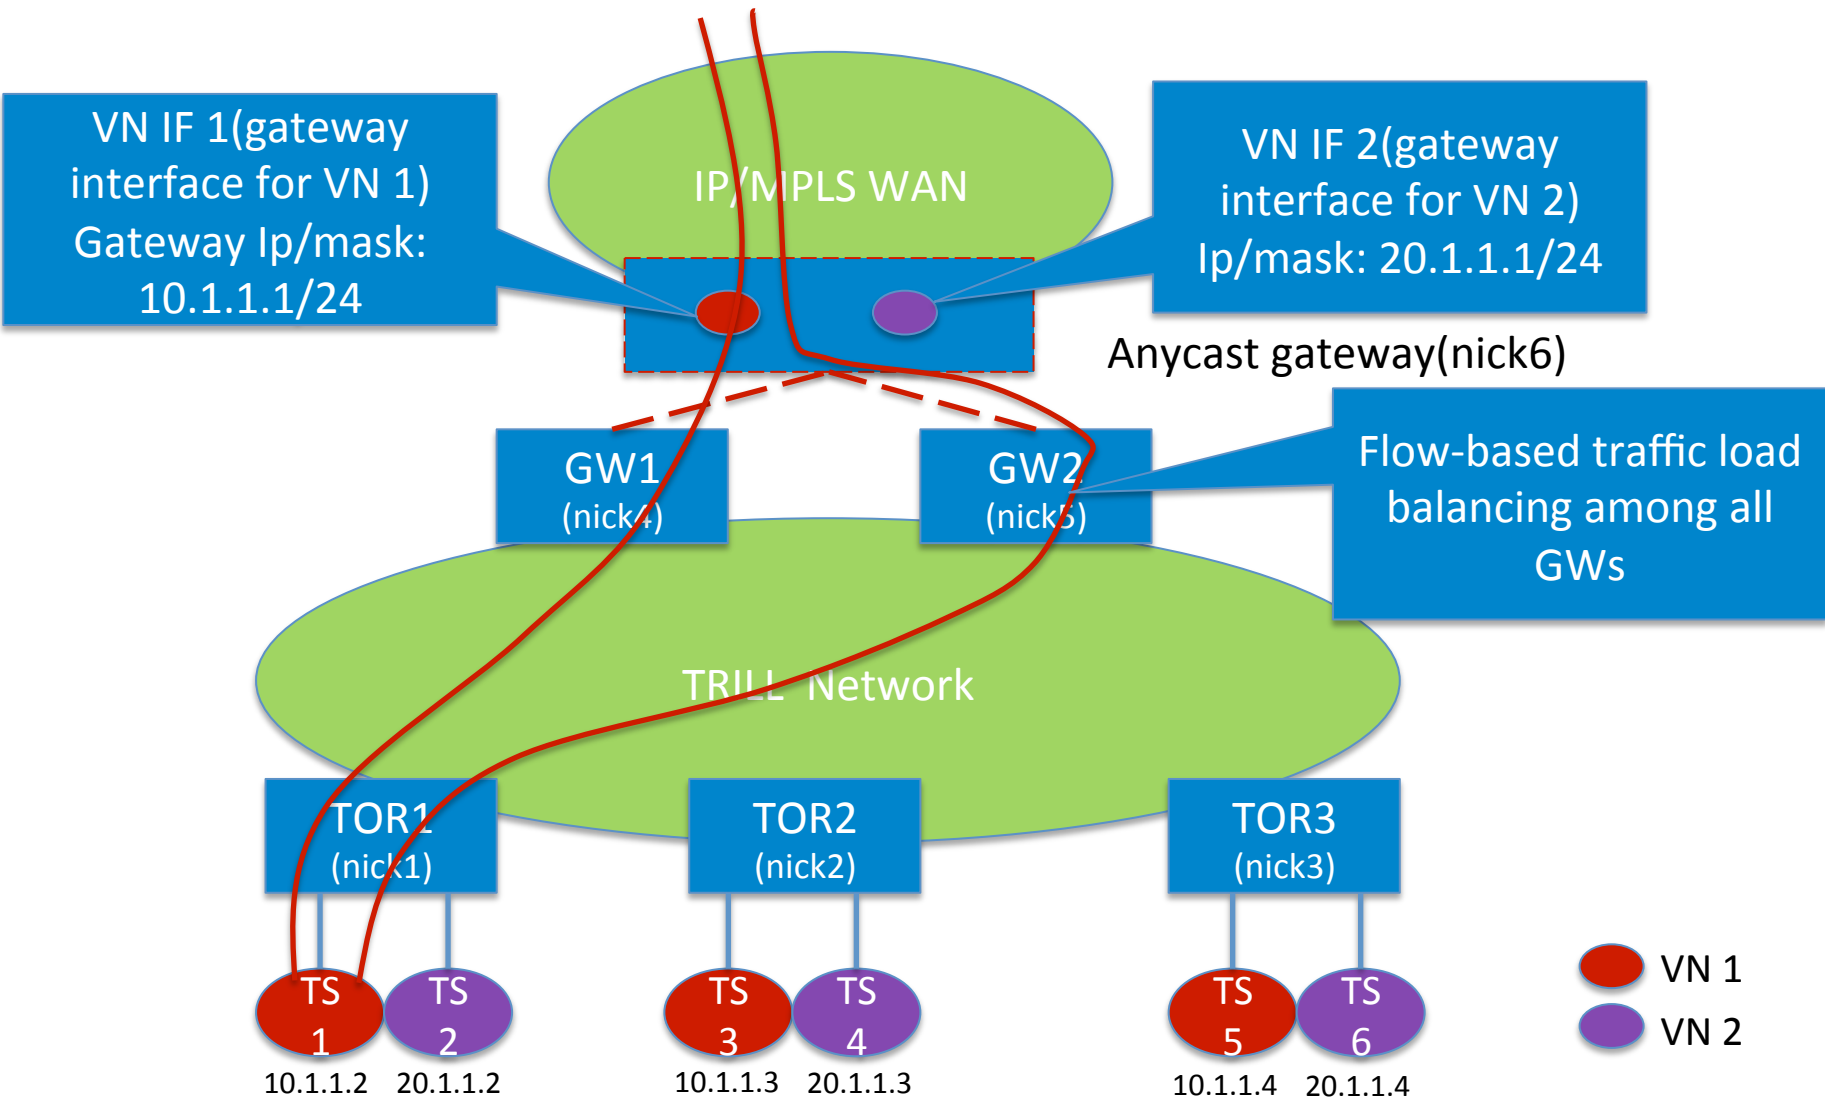 VN IF 1(gateway
interface for VN 1)
Gateway Ip/mask:
10.1.1.1/24
IP/MPLS WAN
VN IF 2(gateway
interface for VN 2)
Ip/mask: 20.1.1.1/24
Anycast gateway(nick6)
GW1
(nick4)
GW2
(nick5)
Flow-based traffic load
balancing among all
GWs
TRILL Network
TOR1
(nick1)
TOR2
(nick2)
TOR3
(nick3)
TS
1
TS
2
TS
3
TS
4
TS
5
TS
6
10.1.1.2
20.1.1.2
10.1.1.3
20.1.1.3
10.1.1.4
20.1.1.4
VN 1
VN 2